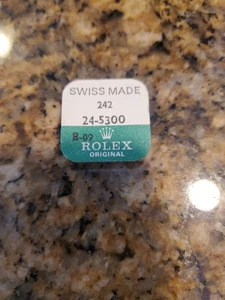 SWISS MADE
242
24-5300
B-09
ROLEX
ORIGINAL